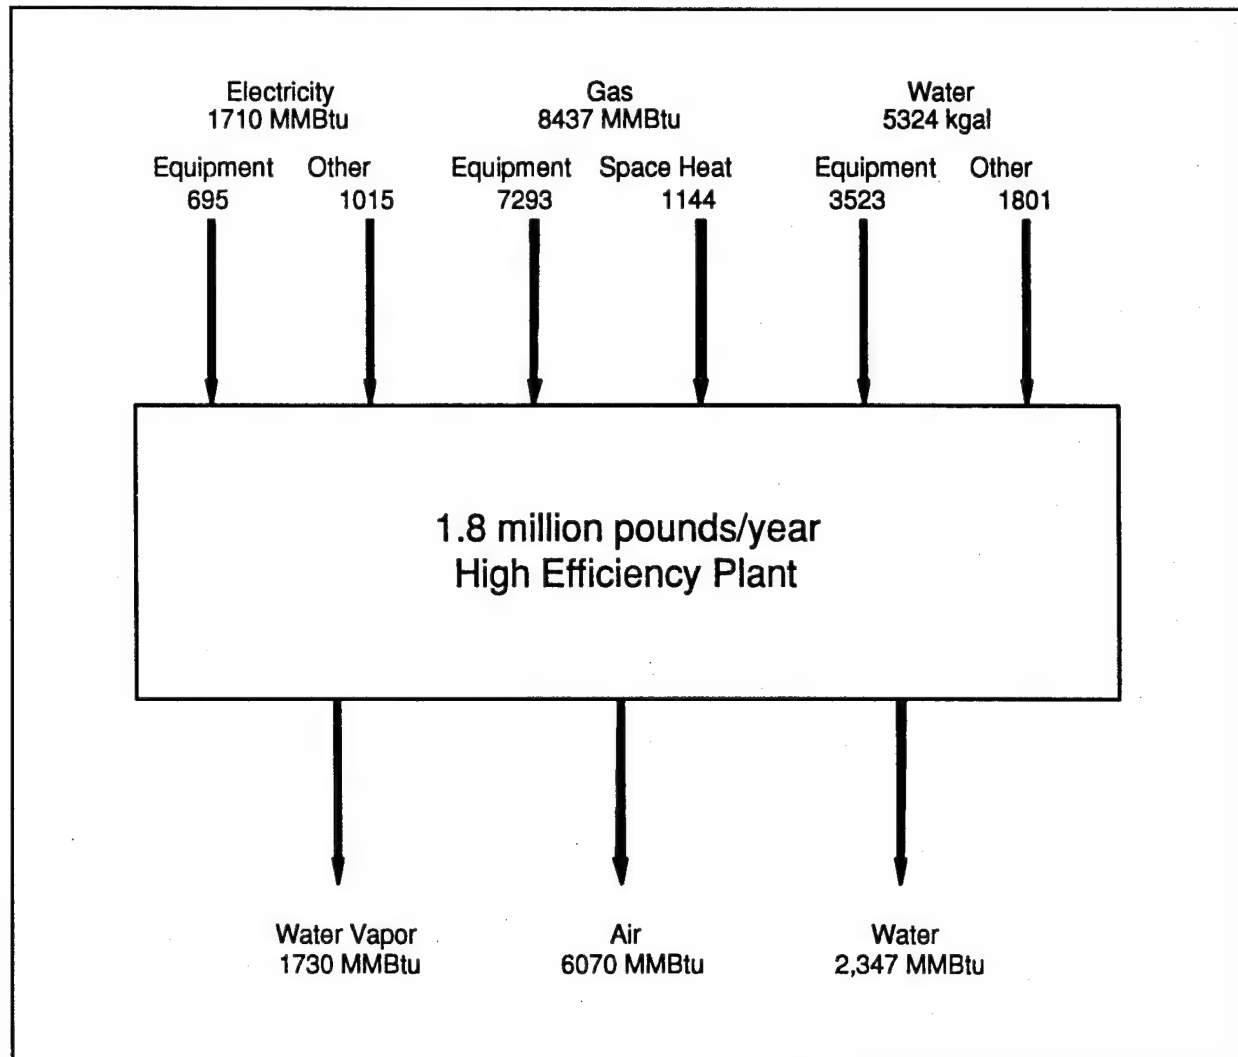 Electricity
1710 MMBtu
Gas
8437 MMBtu
Water
5324 kgal
Equipment
695
Other
1015
Equipment
7293
Space Heat
1144
Equipment
3523
Other
1801
1.8 million pounds/year
High Efficiency Plant
Water Vapor
1730 MMBtu
Air
6070 MMBtu
Water
2,347 MMBtu